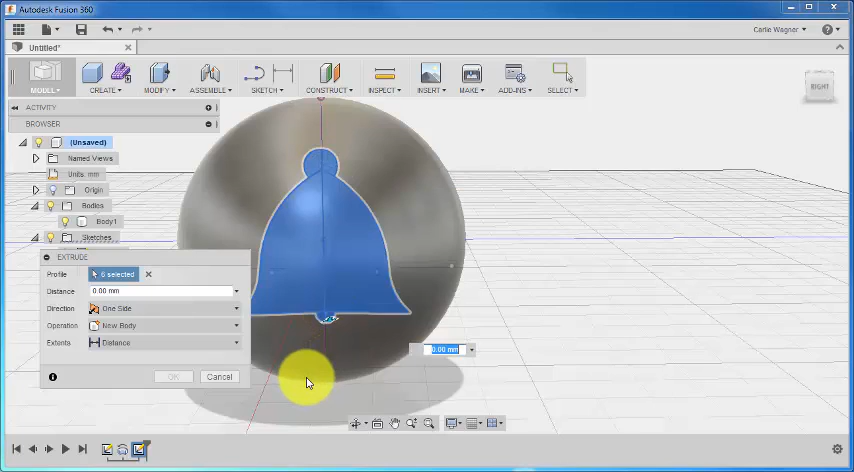 Autodesk Fusion 360
Carlie Wagner
Untitled*
MODEL
CREATE
MODIFY
ASSEMBLE
SKETCH
CONSTRUCT
INSPECT
INSERT
MAKE
ADD-INS
SELECT
RIGHT
ACTIVITY
BROWSER
(Unsaved)
Named Views
Units: mm
Origin
Bodies
Body1
Sketches
EXTRUDE
Profile 6 selected
Distance 0.00 mm
Direction One Side
Operation New Body
Extents Distance
0.00 mm
OK Cancel